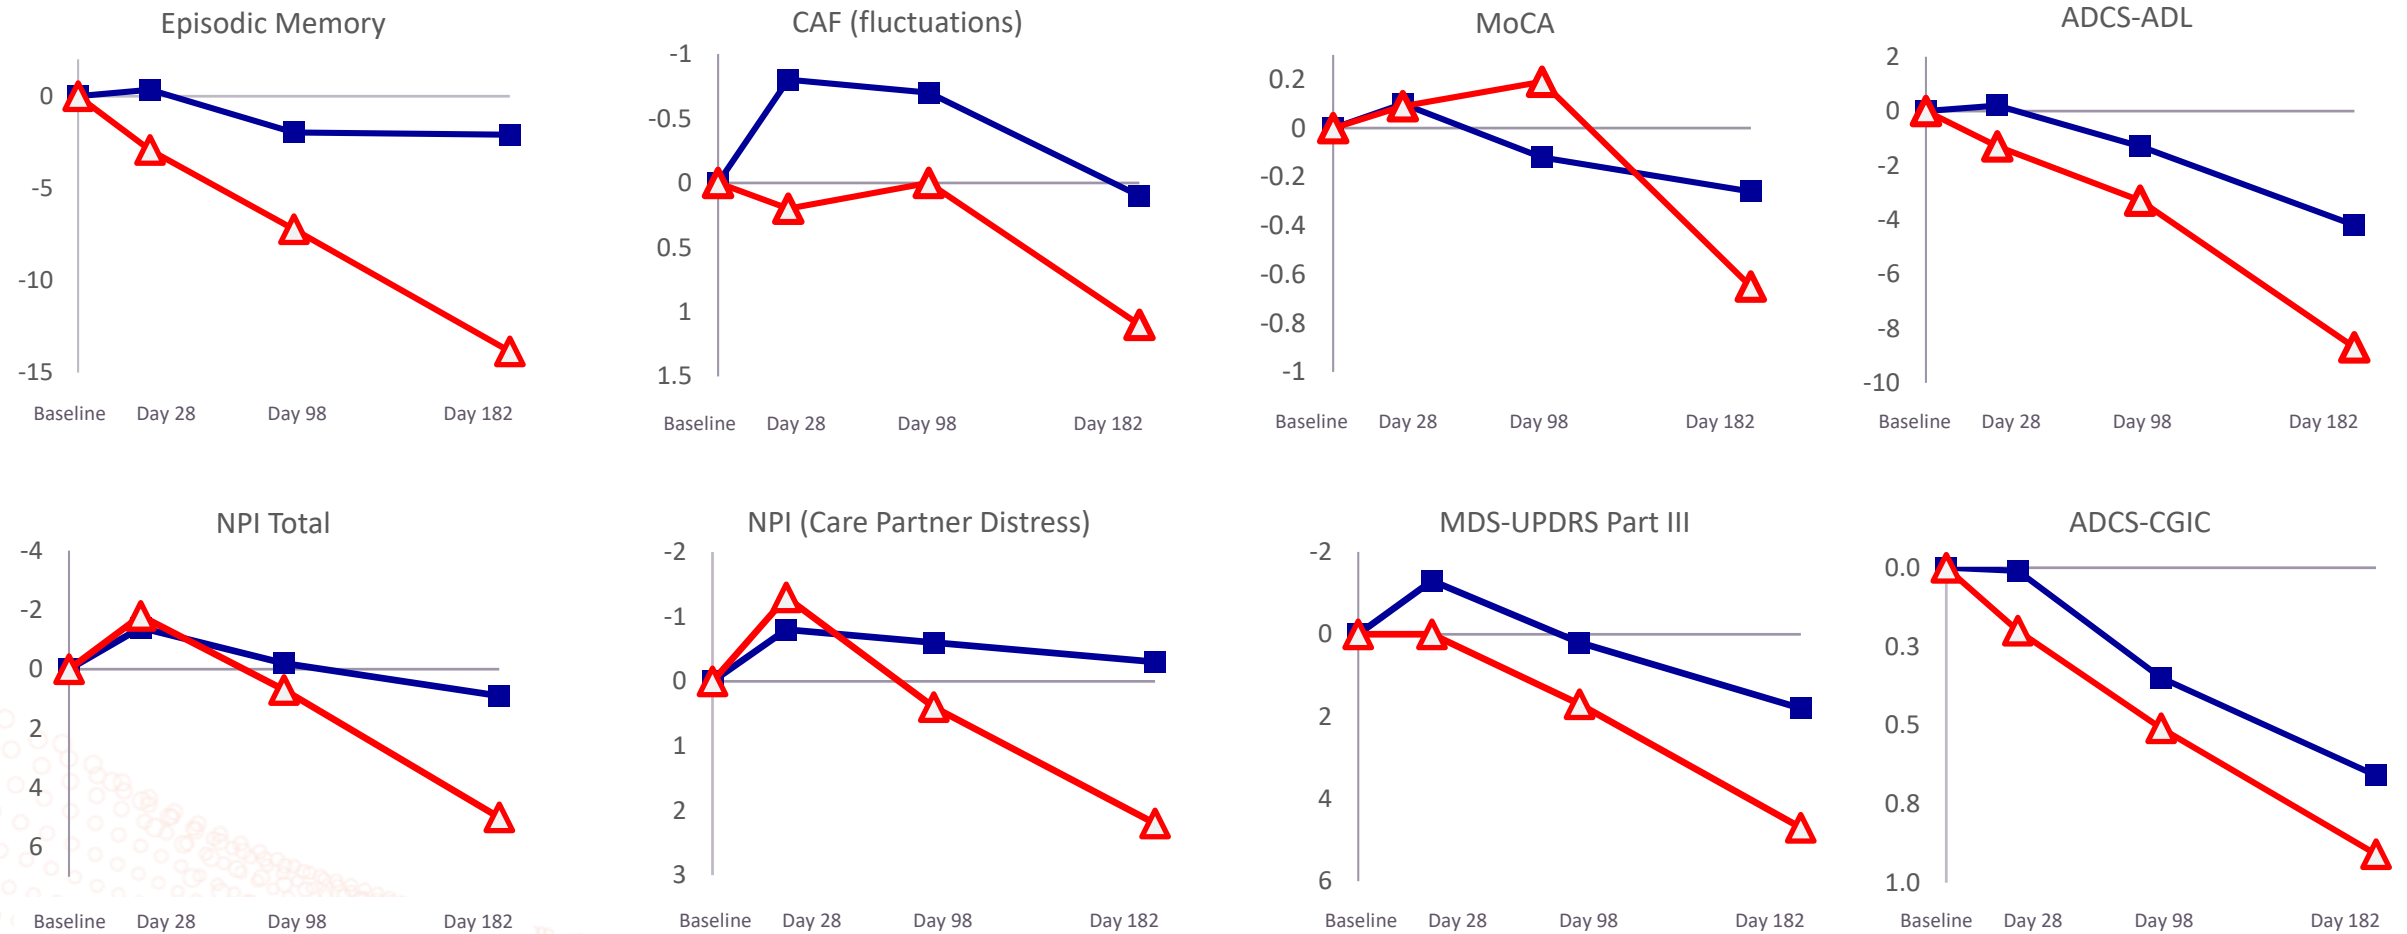 Episodic Memory
0
-5
-10
-15
Baseline Day 28 Day 98 Day 182
CAF (fluctuations)
-1
-0.5
0
0.5
1
1.5
Baseline Day 28 Day 98 Day 182
MoCA
0.2
0
-0.2
-0.4
-0.6
-0.8
-1
Baseline Day 28 Day 98 Day 182
ADCS-ADL
2
0
-2
-4
-6
-8
-10
Baseline Day 28 Day 98 Day 182
NPI Total
-4
-2
0
2
4
6
Baseline Day 28 Day 98 Day 182
NPI (Care Partner Distress)
-2
-1
0
1
2
3
Baseline Day 28 Day 98 Day 182
MDS-UPDRS Part III
-2
0
2
4
6
Baseline Day 28 Day 98 Day 182
ADCS-CGIC
0.0
0.3
0.5
0.8
1.0
Baseline Day 28 Day 98 Day 182